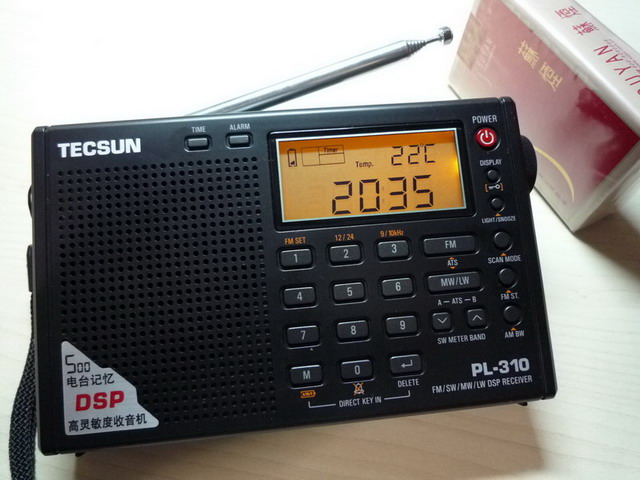 TECSUN
TIME
ALARM
POWER
Timer
Temp. 22C
2035
DISPLAY
LIGHT/SNOOZE
FM SET
12 / 24
9 / 10kHz
1
2
3
FM
SCAN MODE
ATS
4
5
6
MW/LW
A — ATS — B
FM ST.
7
8
9
SW METER BAND
AM BW
M
0
DELETE
DIRECT KEY IN
PL-310
FM/SW/MW/LW DSP RECEIVER
500
电台记忆
DSP
高灵敏度收音机